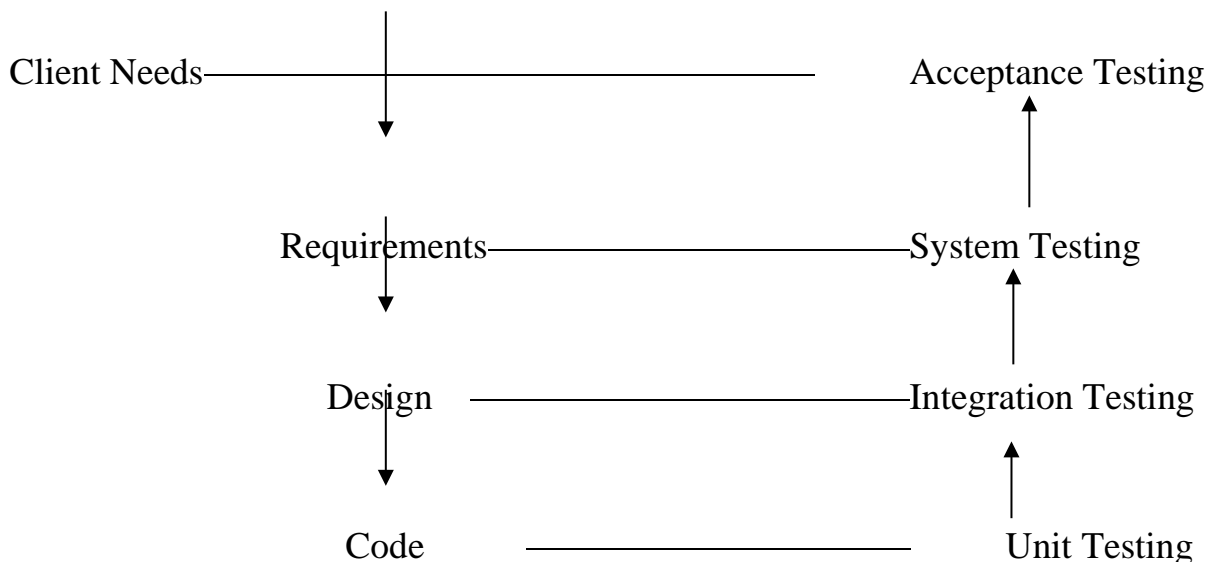 Client Needs Acceptance Testing
Requirements System Testing
Design Integration Testing
Code Unit Testing